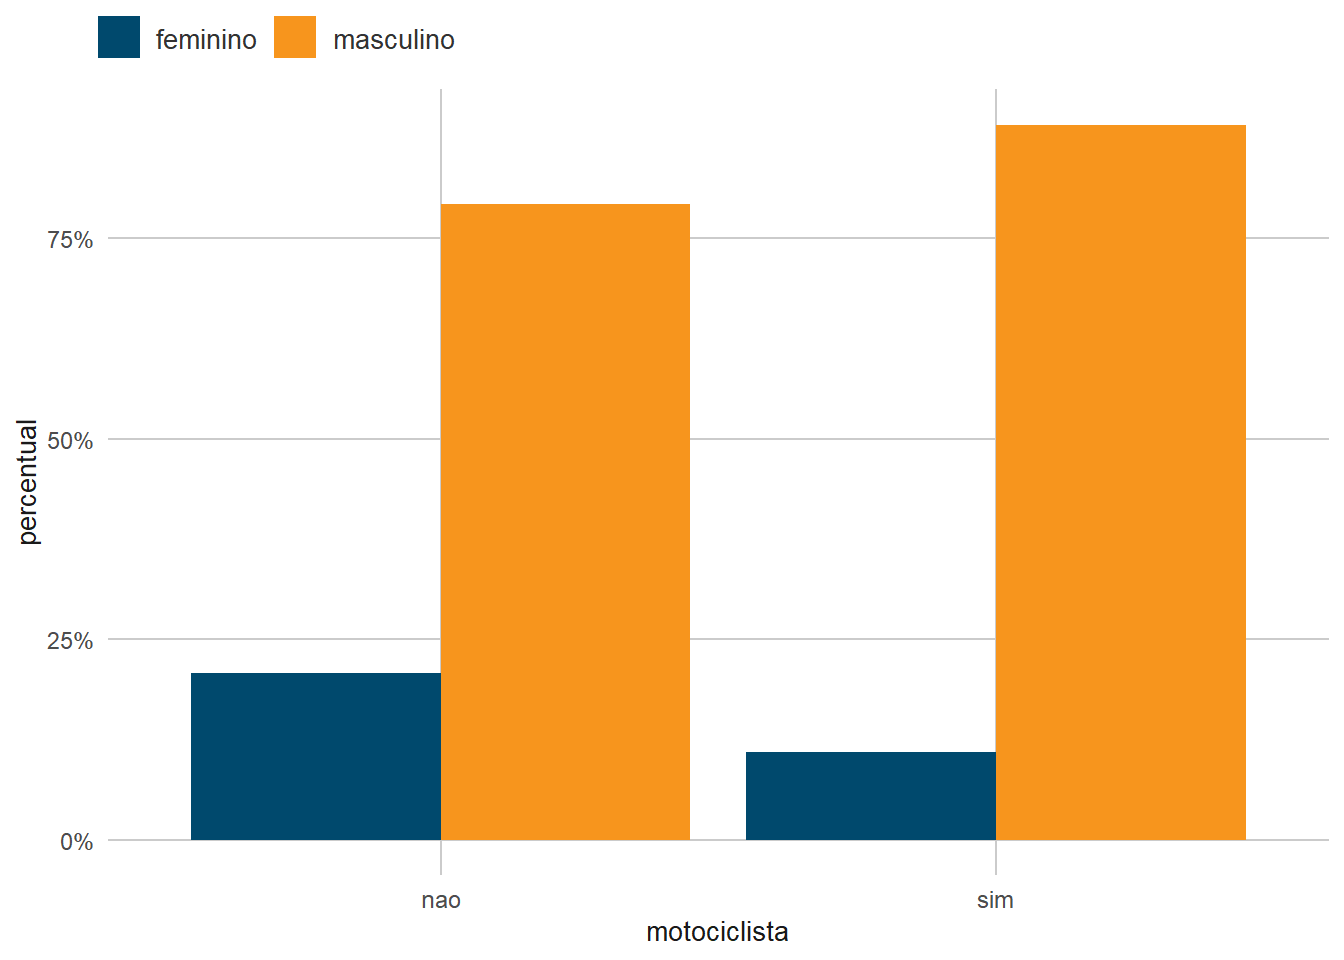 feminino masculino
75%
50%
25%
0%
percentual
nao sim
motociclista